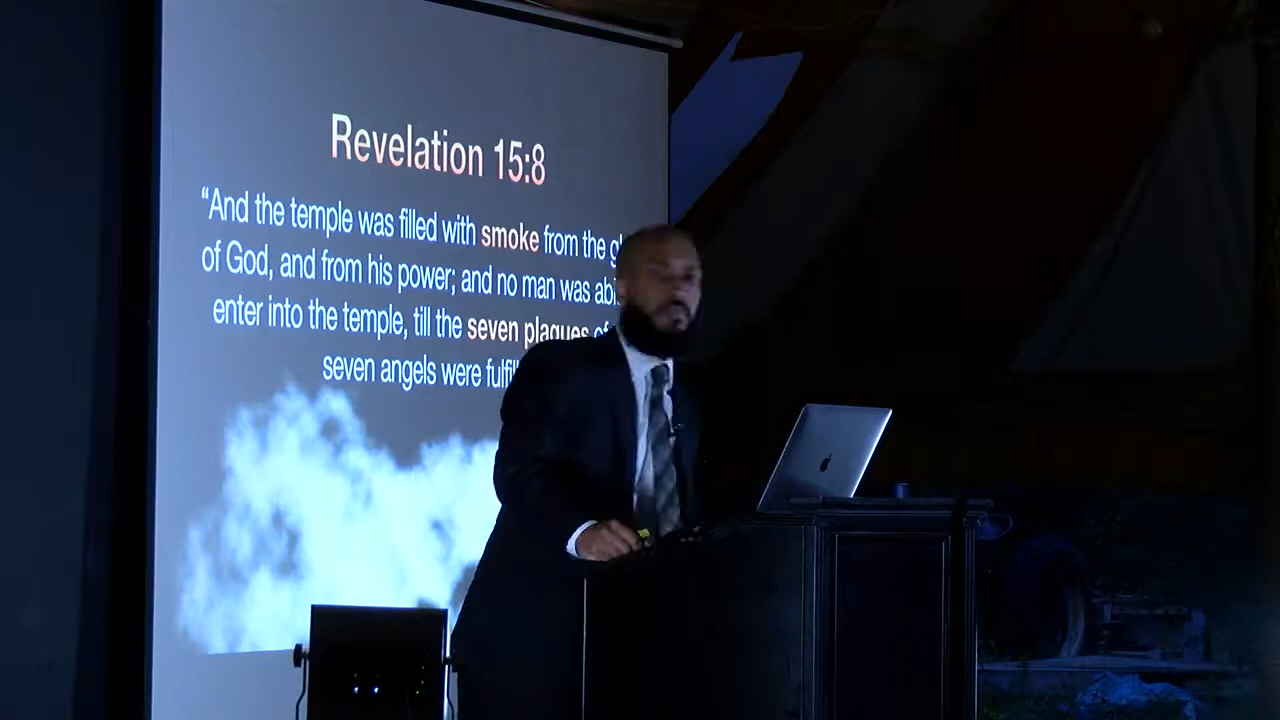 Revelation 15:8
“And the temple was filled with smoke from the
of God, and from his power; and no man was
enter into the temple, till the seven plagues of
seven angels were